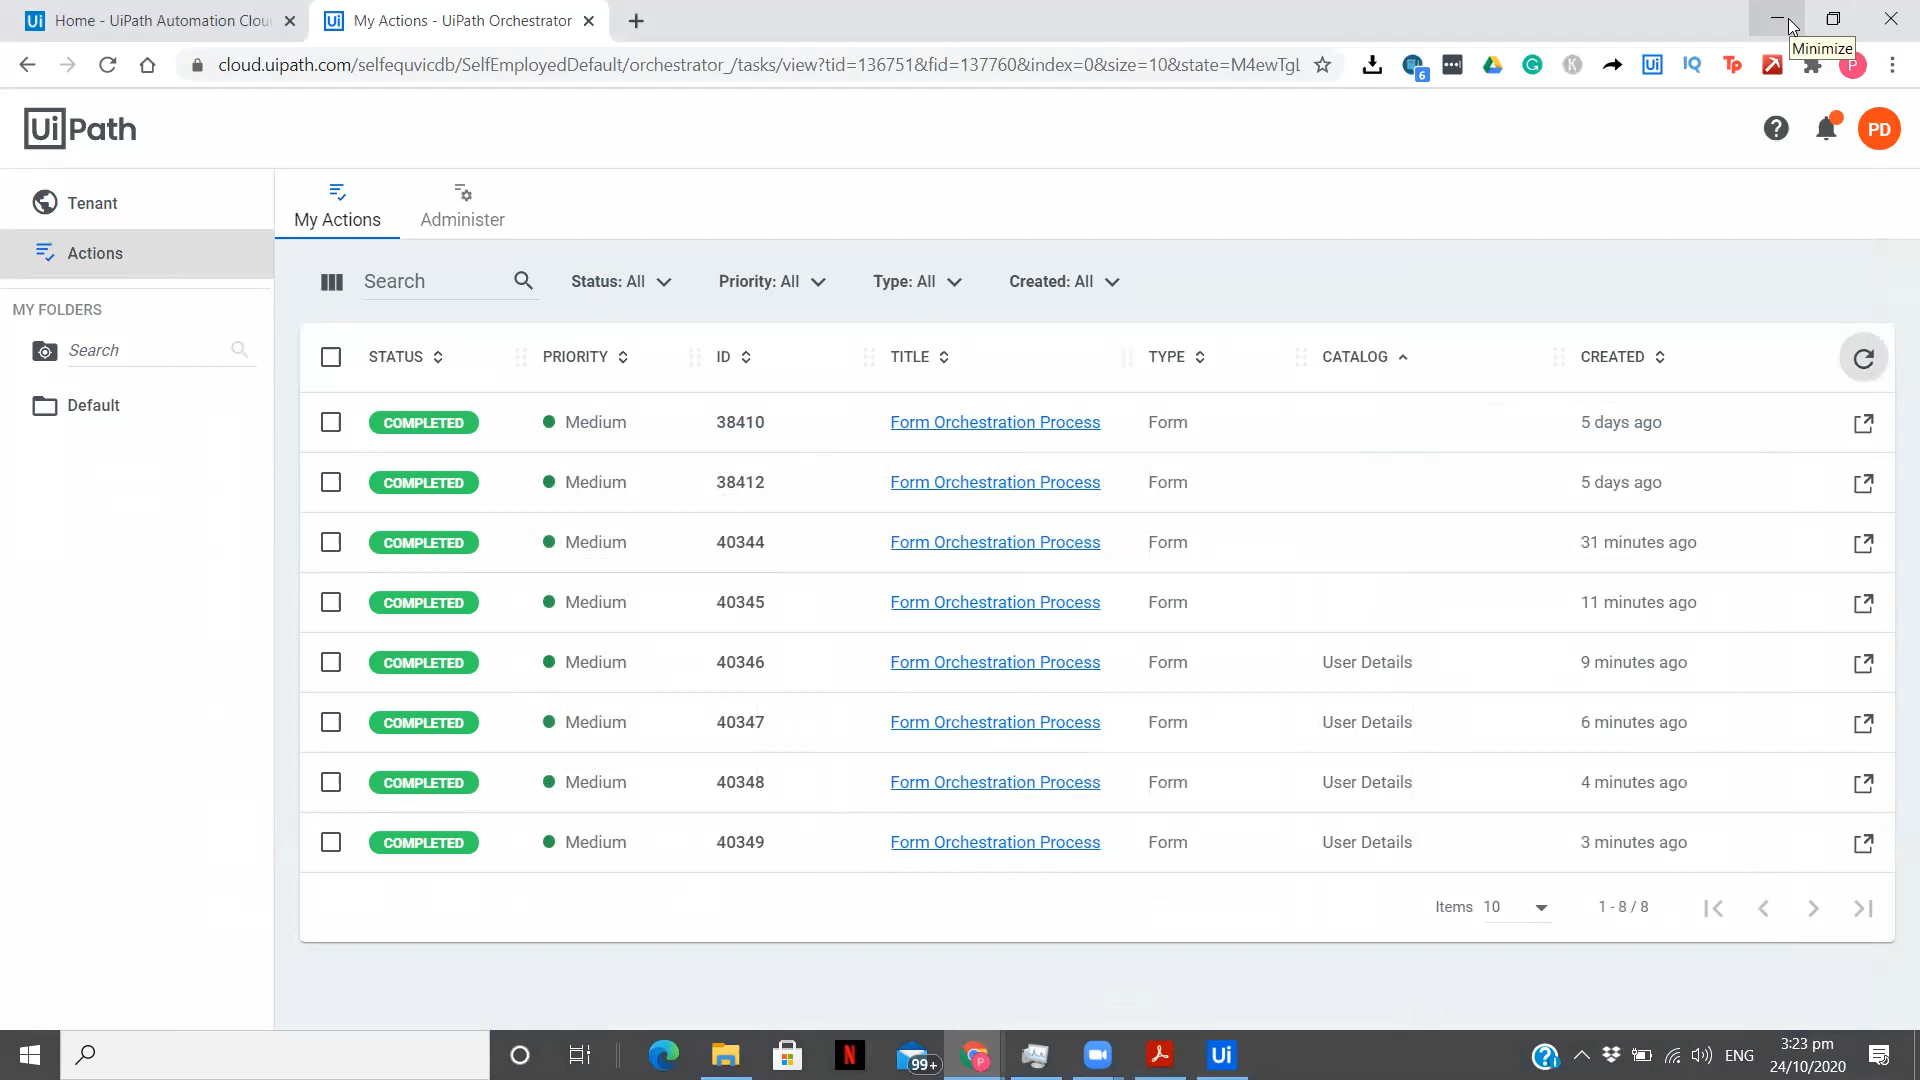 Home - UiPath Automation Clou
My Actions - UiPath Orchestrator
Minimize
cloud.uipath.com/selfequvicdb/SelfEmployedDefault/orchestrator_/tasks/view?tid=136751&fid=137760&index=0&size=10&state=M4ewTgL
6
UiPath
PD
Tenant
Actions
MY FOLDERS
Search
Default
My Actions
Administer
Search
Status: All
Priority: All
Type: All
Created: All
STATUS PRIORITY ID TITLE TYPE CATALOG CREATED
COMPLETED Medium 38410 Form Orchestration Process Form 5 days ago
COMPLETED Medium 38412 Form Orchestration Process Form 5 days ago
COMPLETED Medium 40344 Form Orchestration Process Form 31 minutes ago
COMPLETED Medium 40345 Form Orchestration Process Form 11 minutes ago
COMPLETED Medium 40346 Form Orchestration Process Form User Details 9 minutes ago
COMPLETED Medium 40347 Form Orchestration Process Form User Details 6 minutes ago
COMPLETED Medium 40348 Form Orchestration Process Form User Details 4 minutes ago
COMPLETED Medium 40349 Form Orchestration Process Form User Details 3 minutes ago
Items 10 1 - 8 / 8
99+
ENG
3:23 pm
24/10/2020